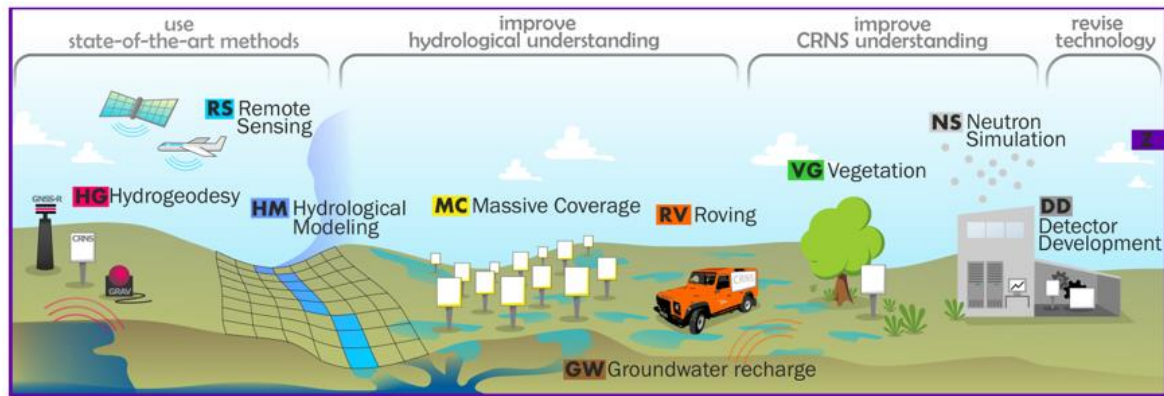 use
state-of-the-art methods
improve
hydrological understanding
improve
CRNS understanding
revise
technology
RS Remote
Sensing
NS Neutron
Simulation
Z
VG Vegetation
HG Hydrogeodesy
GNSS-R
HM Hydrological
Modeling
MC Massive Coverage
RV Roving
DD
Detector
Development
CRNS
GRAV
CRNS
GW Groundwater recharge